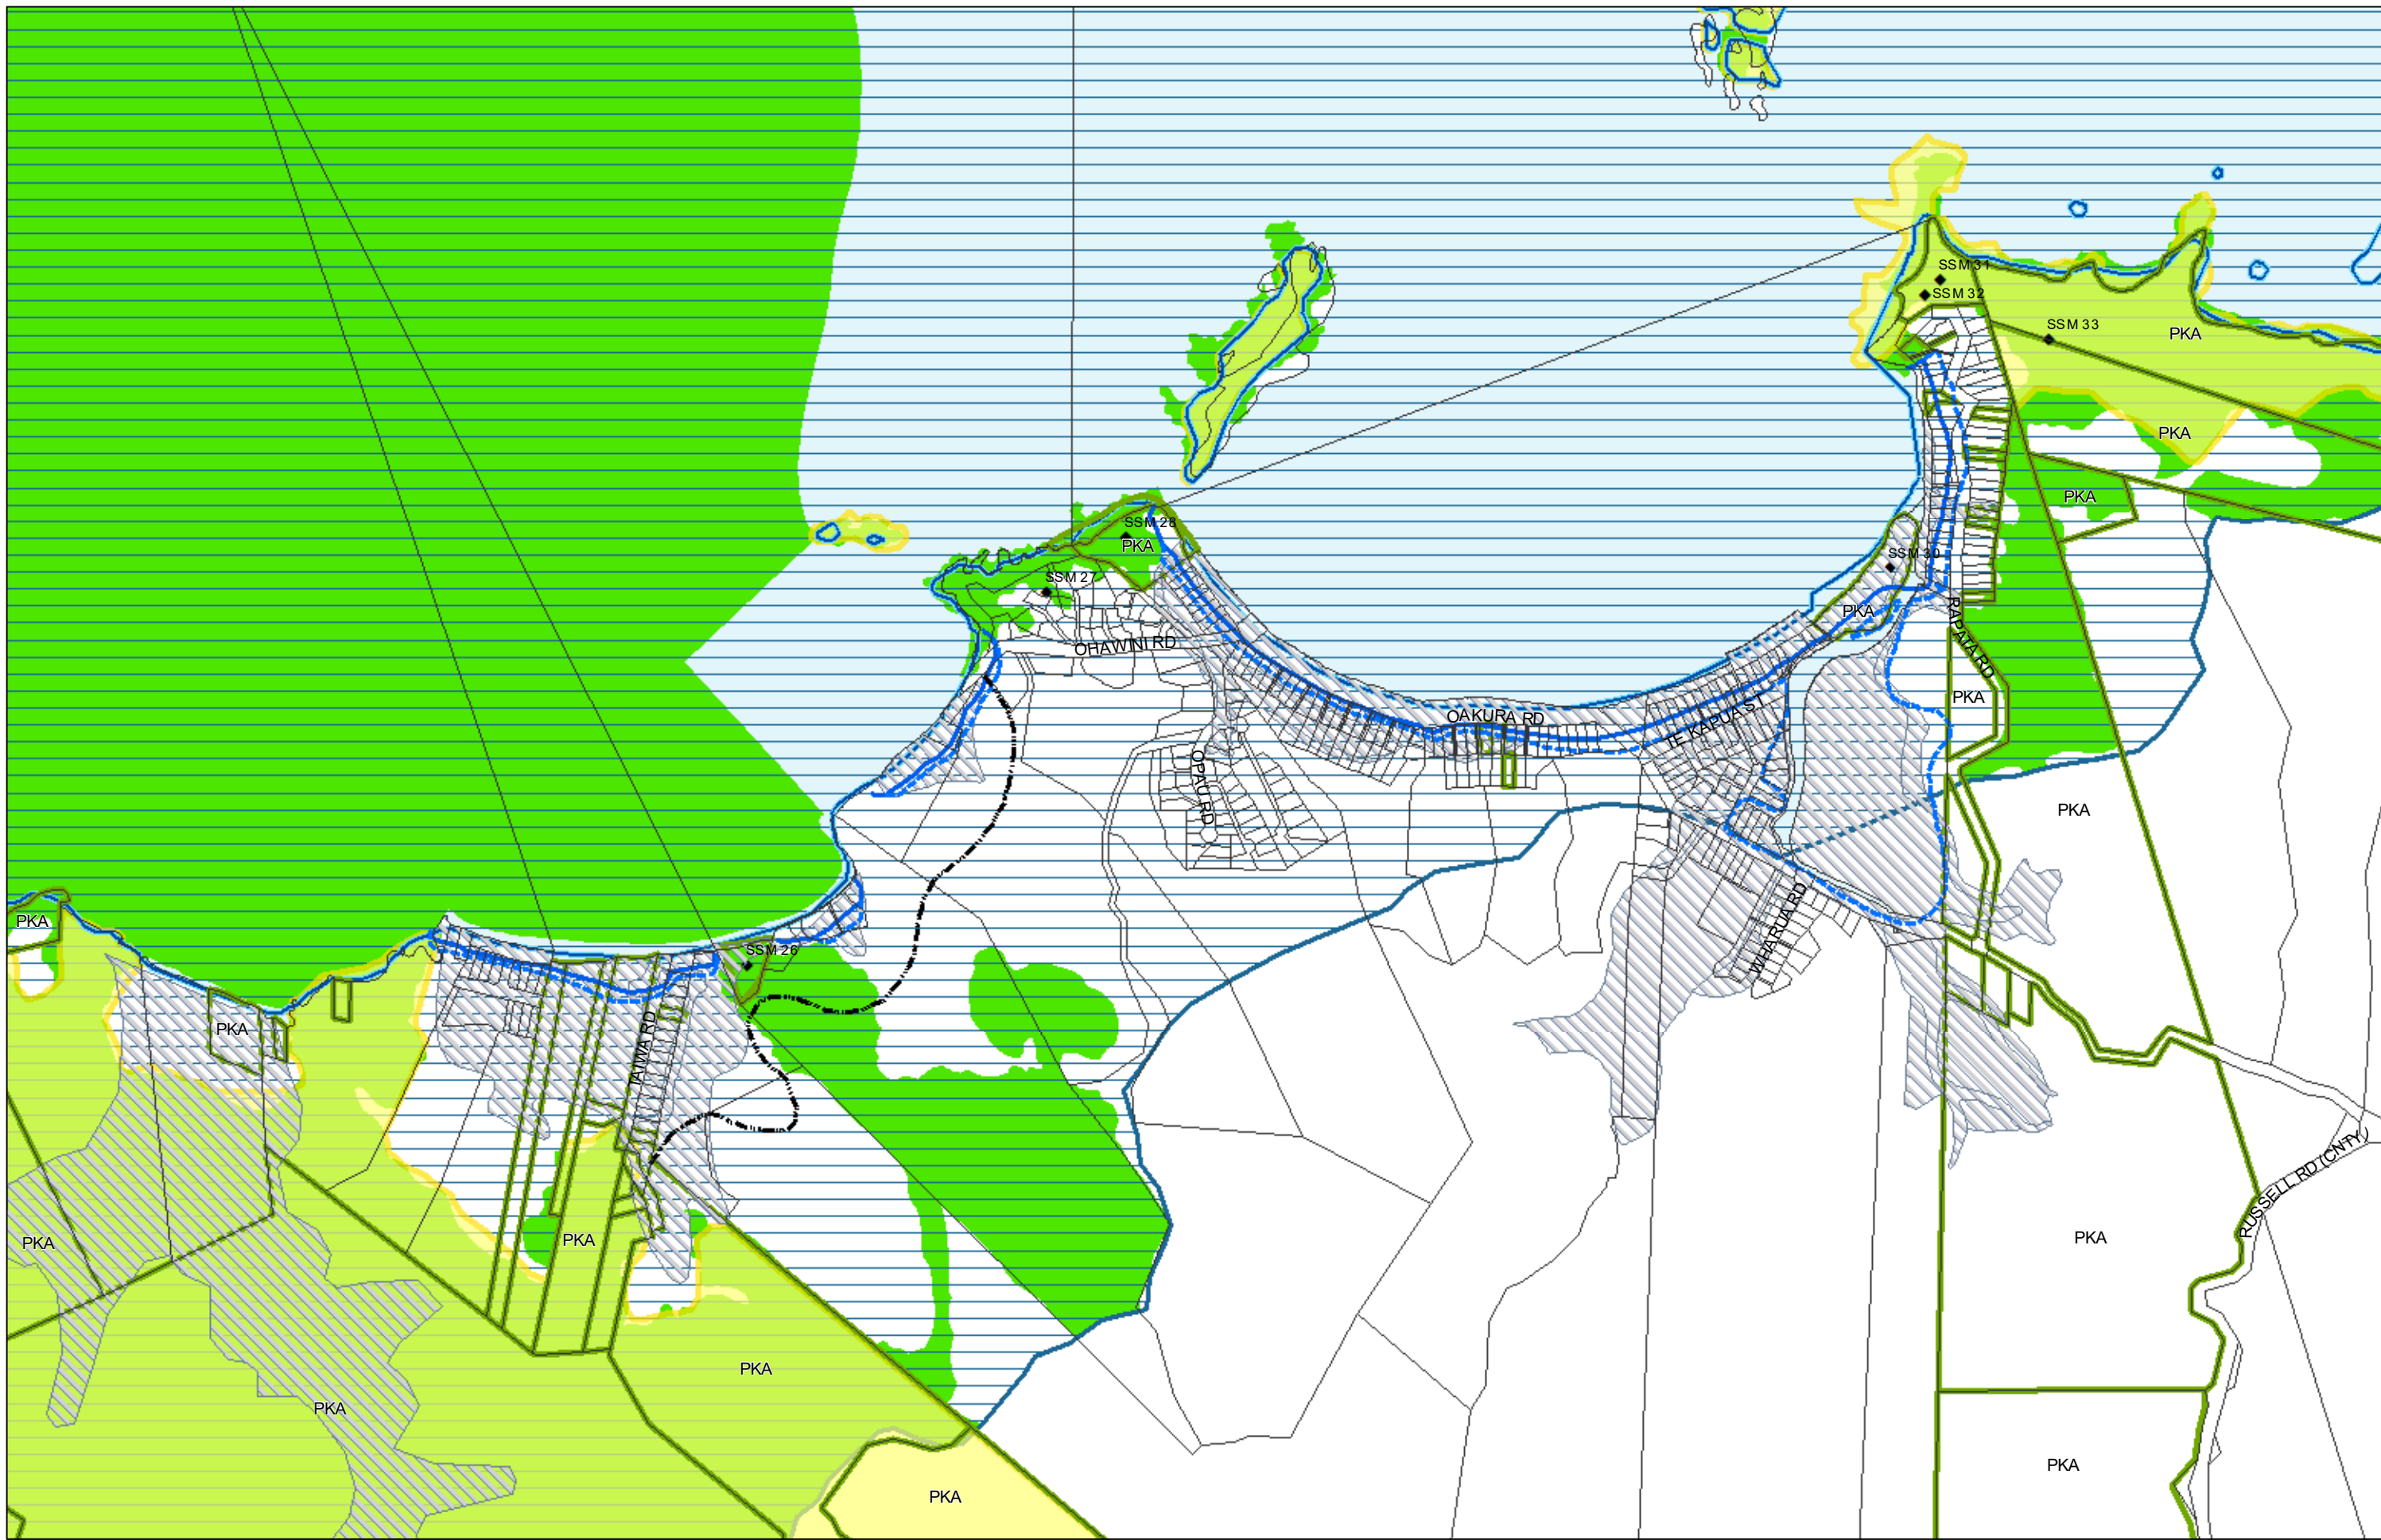 SSM 31
SSM 32
SSM 33
PKA
PKA
PKA
SSM 28
PKA
SSM 30
SSM 27
PKA
OHAWINI RD
RAPATA RD
PKA
OAKURA RD
TE KAPUA ST
OPAU RD
PKA
PKA
WHARUA RD
SSM 26
PKA
TAIWA RD
RUSSELL RD (CNTY)
PKA
PKA
PKA
PKA
PKA
PKA
PKA